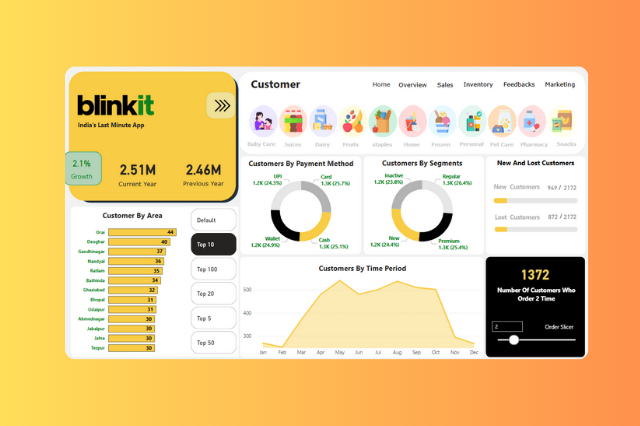 blinkit
India's Last Minute App
2.1%
Growth
2.51M
Current Year
2.46M
Previous Year
Customer
Home Overview Sales Inventory Feedbacks Marketing
Baby Care Juices Dairy Fruits staples Home Frozen Personal Pet Care Pharmacy Snacks
Customer By Area
Orai 44
Deoghar 40
Gandhinagar 37
Nandyal 36
Ratlam 35
Bathinda 34
Ghaziabad 32
Bhopal 31
Udaipur 31
Ahmednagar 30
Jabalpur 30
Jalna 30
Tezpur 30
Default
Top 10
Top 100
Top 20
Top 5
Top 50
Customers By Payment Method
UPI
1.2K (24.3%)
Card
1.3K (25.7%)
Wallet
1.2K (24.9%)
Cash
1.3K (25.1%)
Customers By Segments
Inactive
1.2K (23.8%)
Regular
1.3K (26.4%)
New
1.2K (24.4%)
Premium
1.3K (25.4%)
New And Lost Customers
New Customers 949 / 2172
Lost Customers 872 / 2172
Customers By Time Period
500
400
300
Jan Feb Mar Apr May Jun Jul Aug Sep Oct Nov Dec
1372
Number Of Customers Who
Order 2 Time
2 Order Slicer